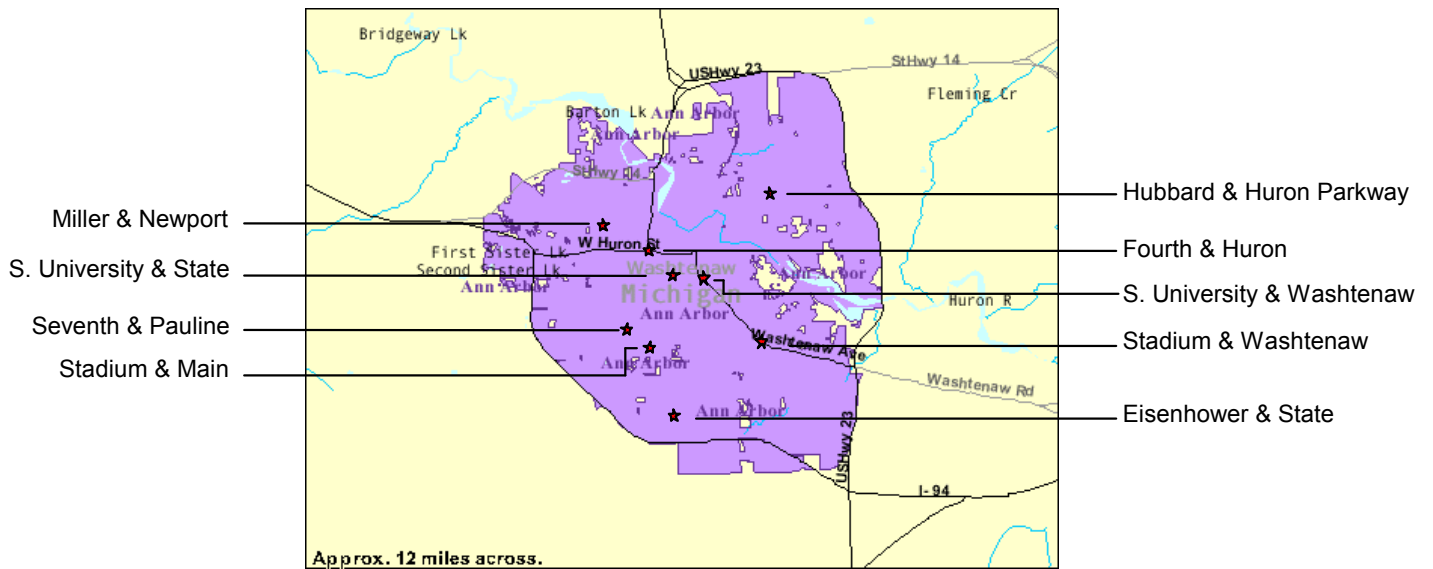 Bridgeway Lk
USHwy 23
StHwy 14
Fleming Cr
Barton Lk
Ann Arbor
Ann Arbor
StHwy 14
Hubbard & Huron Parkway
Miller & Newport
W Huron St
Fourth & Huron
First Sister Lk
Second Sister Lk
S. University & State
Washtenaw
Ann Arbor
Ann Arbor
Michigan
S. University & Washtenaw
Huron R
Ann Arbor
Seventh & Pauline
Washtenaw Ave
Stadium & Washtenaw
Stadium & Main
Ann Arbor
Washtenaw Rd
Ann Arbor
Eisenhower & State
USHwy 23
I-94
Approx. 12 miles across.